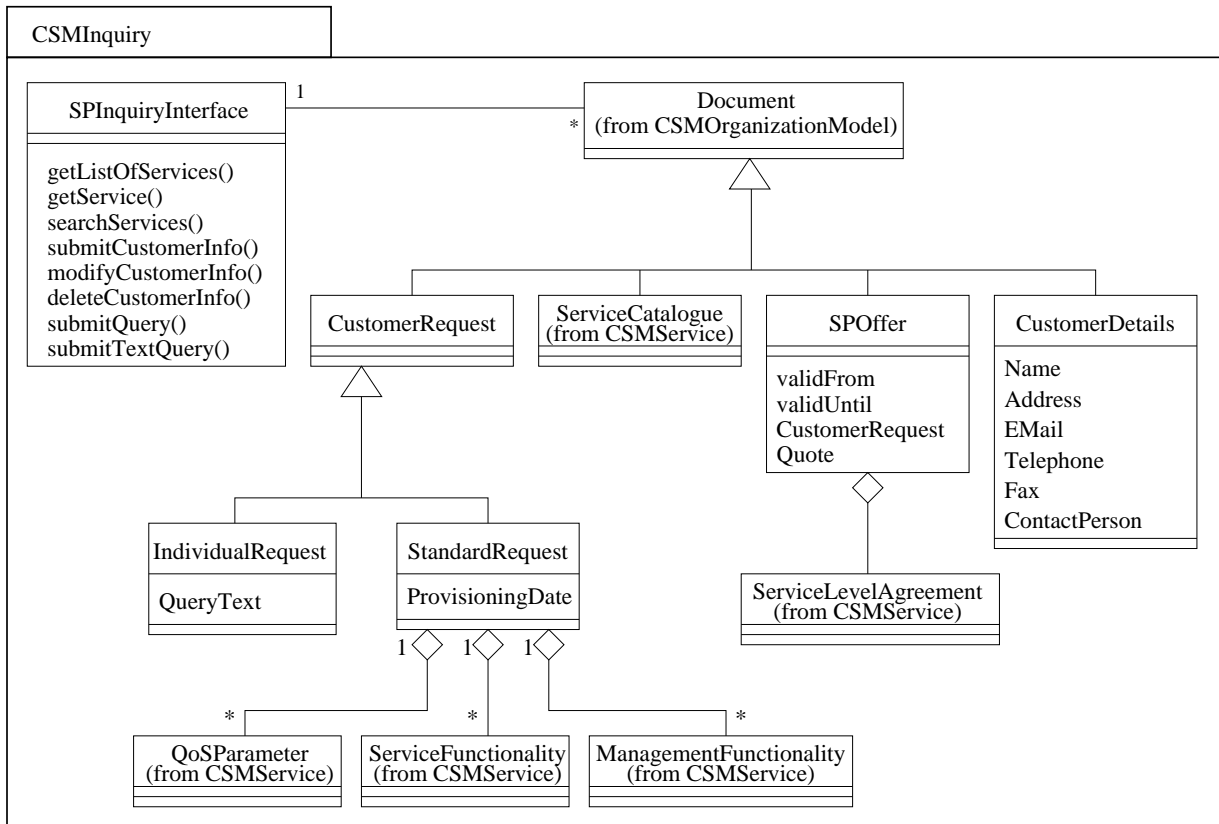 CSMInquiry
SPInquiryInterface
getListOfServices()
getService()
searchServices()
submitCustomerInfo()
modifyCustomerInfo()
deleteCustomerInfo()
submitQuery()
submitTextQuery()
1
*
Document
(from CSMOrganizationModel)
CustomerRequest
ServiceCatalogue
(from CSMService)
SPOffer
validFrom
validUntil
CustomerRequest
Quote
CustomerDetails
Name
Address
EMail
Telephone
Fax
ContactPerson
IndividualRequest
QueryText
StandardRequest
ProvisioningDate
ServiceLevelAgreement
(from CSMService)
1
1
1
*
*
*
QoSParameter
(from CSMService)
ServiceFunctionality
(from CSMService)
ManagementFunctionality
(from CSMService)